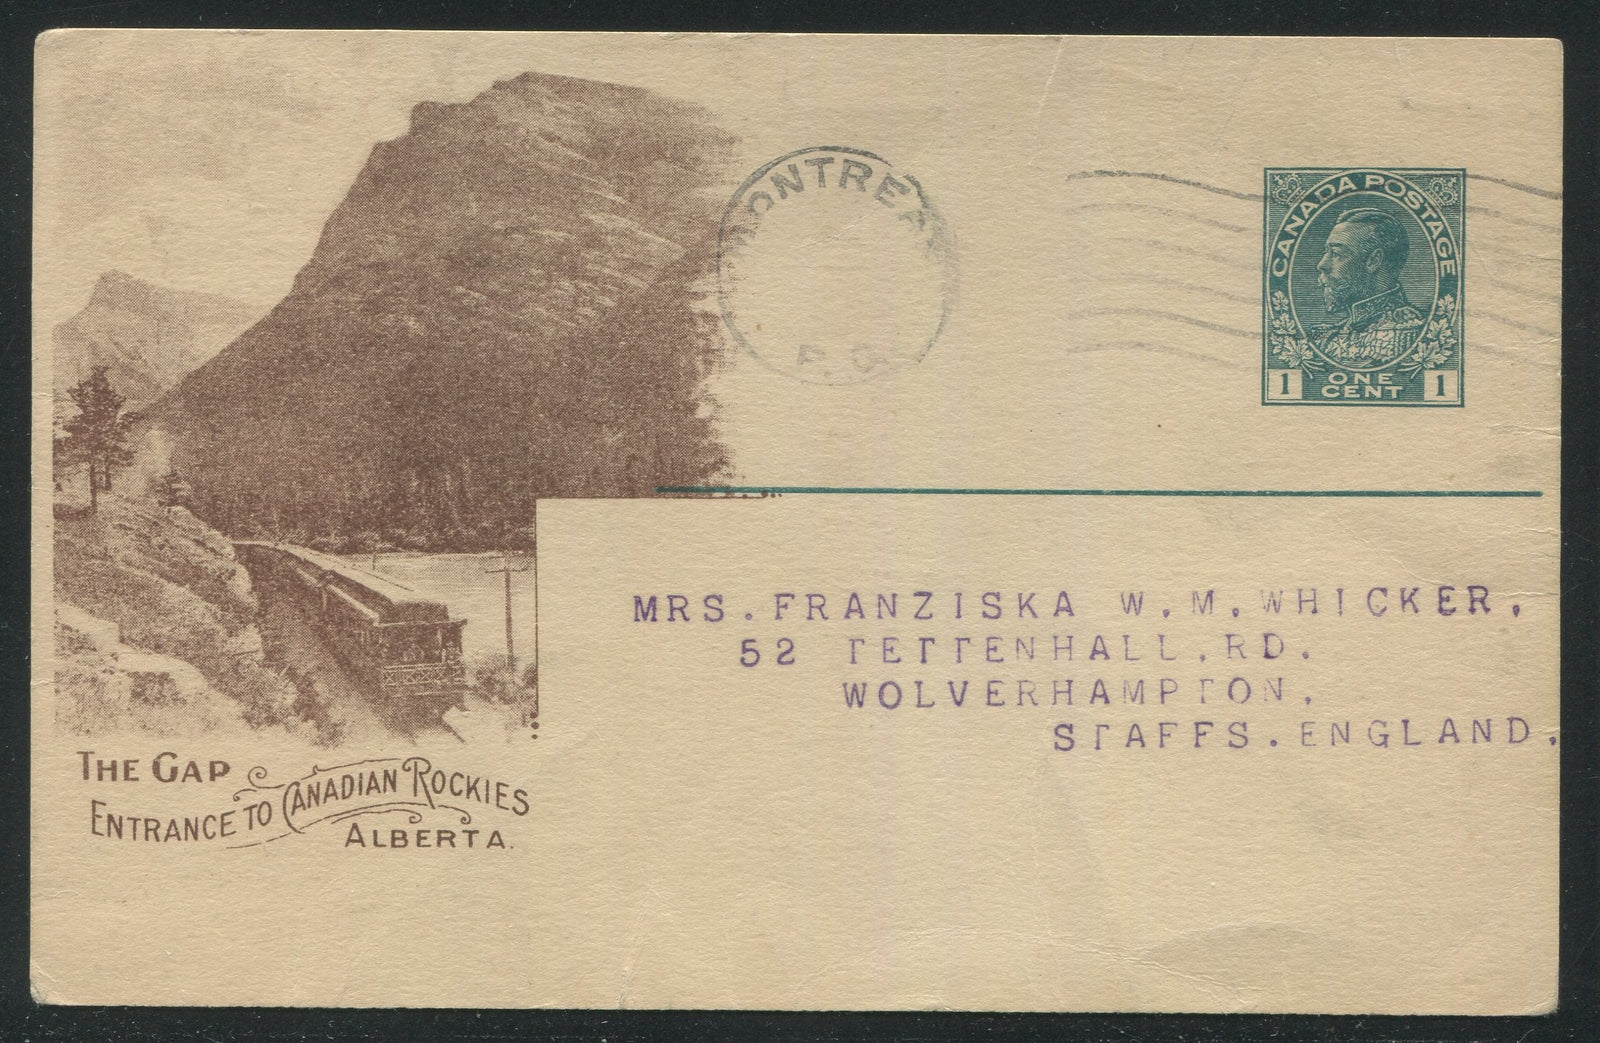 MONTREAL
P. Q.
CANADA POSTAGE
1 ONE CENT 1
MRS. FRANZISKA W. M. WHICKER,
52 TETTENHALL. RD.
WOLVERHAMPTON.
STAFFS. ENGLAND.
THE GAP
ENTRANCE TO CANADIAN ROCKIES
ALBERTA.